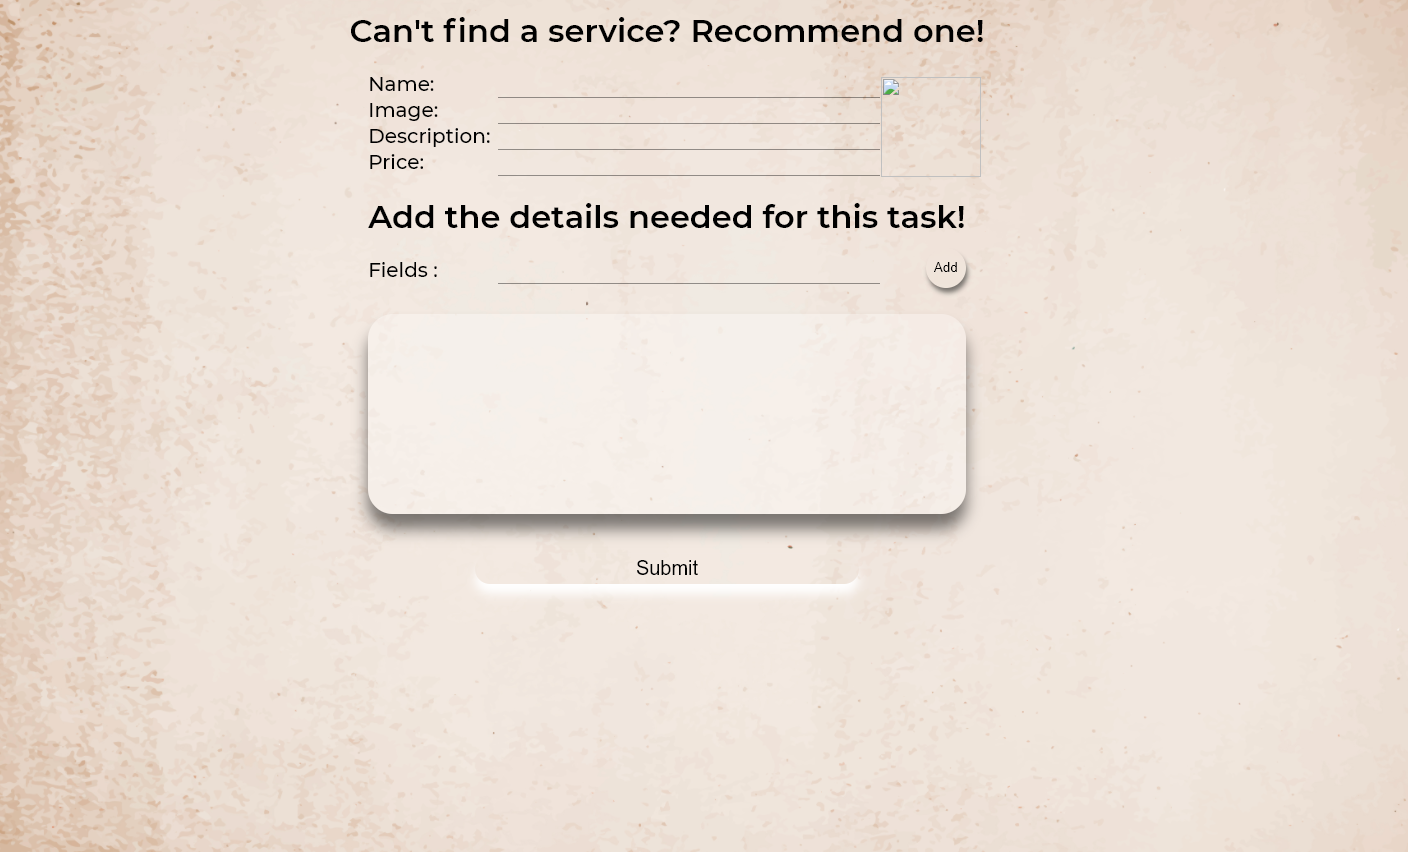 Can't find a service? Recommend one!
Name:
Image:
Description:
Price:
Add the details needed for this task!
Fields :
Add
Submit